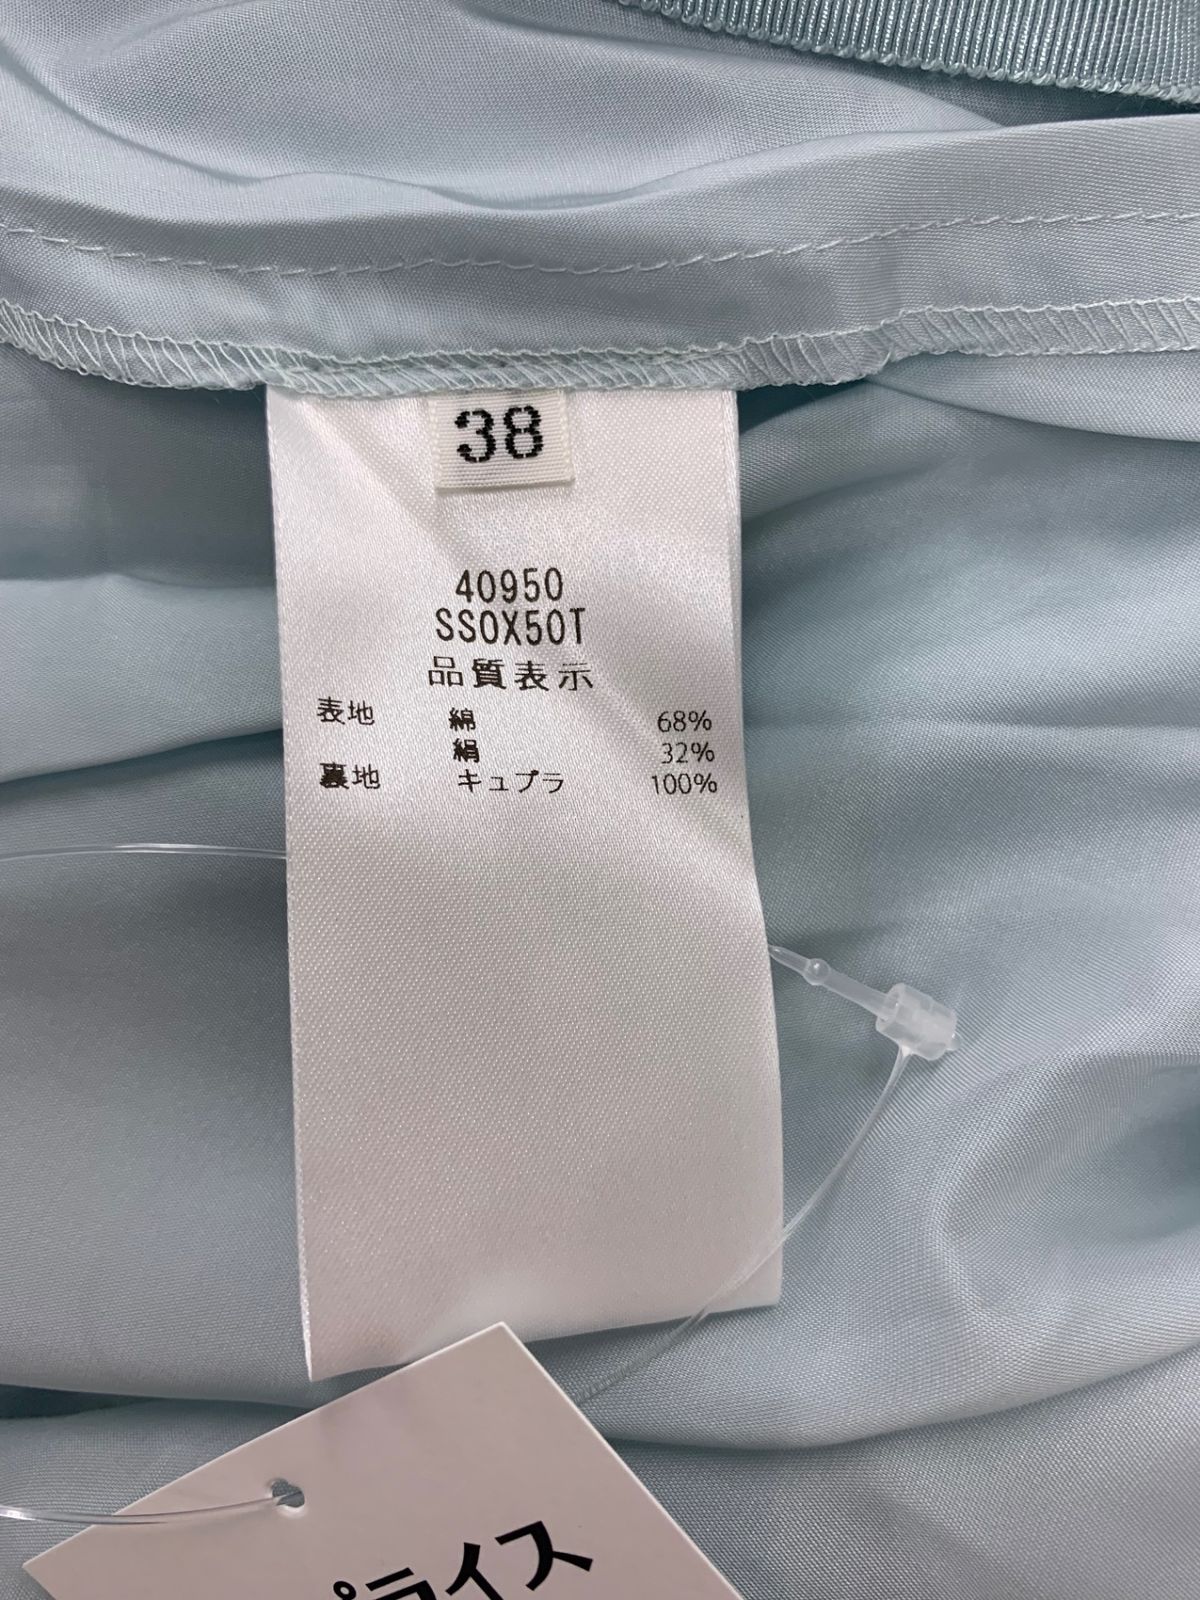 38
40950
SSOX50T
品質表示
表地 綿 68%
絹 32%
裏地 キュプラ 100%
プライス